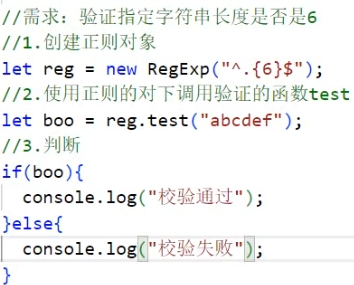 //需求：验证指定字符串长度是否是6
//1.创建正则对象
let reg = new RegExp("^.{6}$");
//2.使用正则的对下调用验证的函数test
let boo = reg.test("abcdef");
//3.判断
if(boo){
  console.log("校验通过");
}else{
  console.log("校验失败");
}